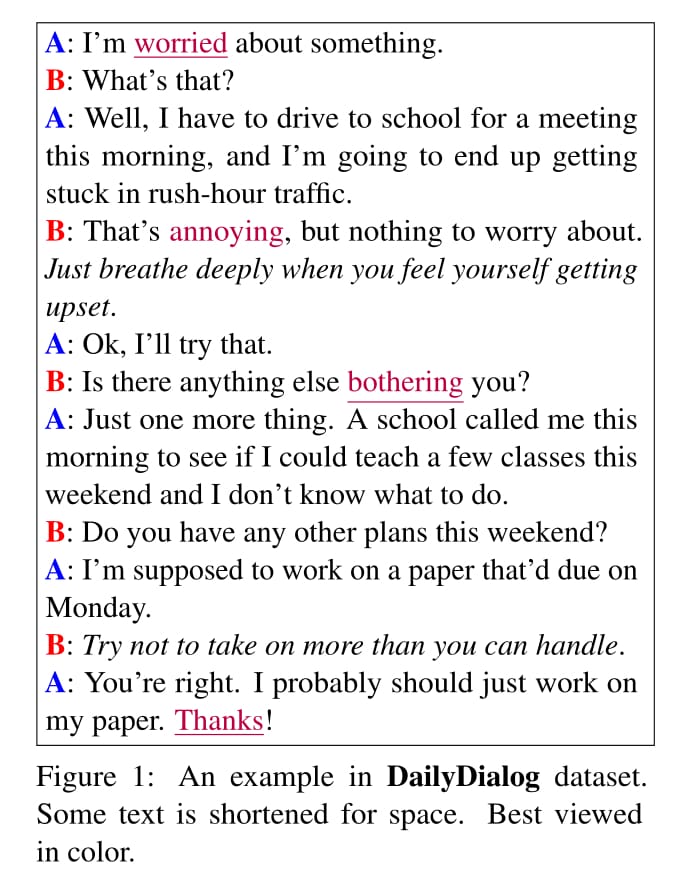 A: I'm worried about something.
B: What's that?
A: Well, I have to drive to school for a meeting
this morning, and I'm going to end up getting
stuck in rush-hour traffic.
B: That's annoying, but nothing to worry about.
Just breathe deeply when you feel yourself getting
upset.
A: Ok, I'll try that.
B: Is there anything else bothering you?
A: Just one more thing. A school called me this
morning to see if I could teach a few classes this
weekend and I don't know what to do.
B: Do you have any other plans this weekend?
A: I'm supposed to work on a paper that'd due on
Monday.
B: Try not to take on more than you can handle.
A: You're right. I probably should just work on
my paper. Thanks!
Figure 1: An example in DailyDialog dataset.
Some text is shortened for space. Best viewed
in color.